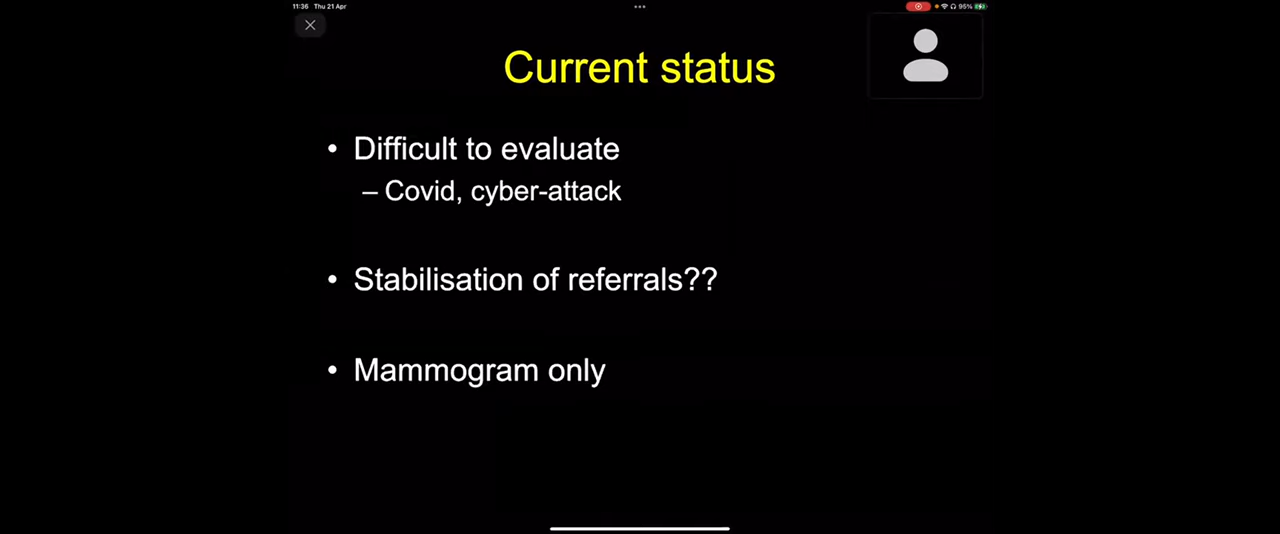 11:36 Thu 21 Apr
95%
Current status
• Difficult to evaluate
– Covid, cyber-attack
• Stabilisation of referrals??
• Mammogram only